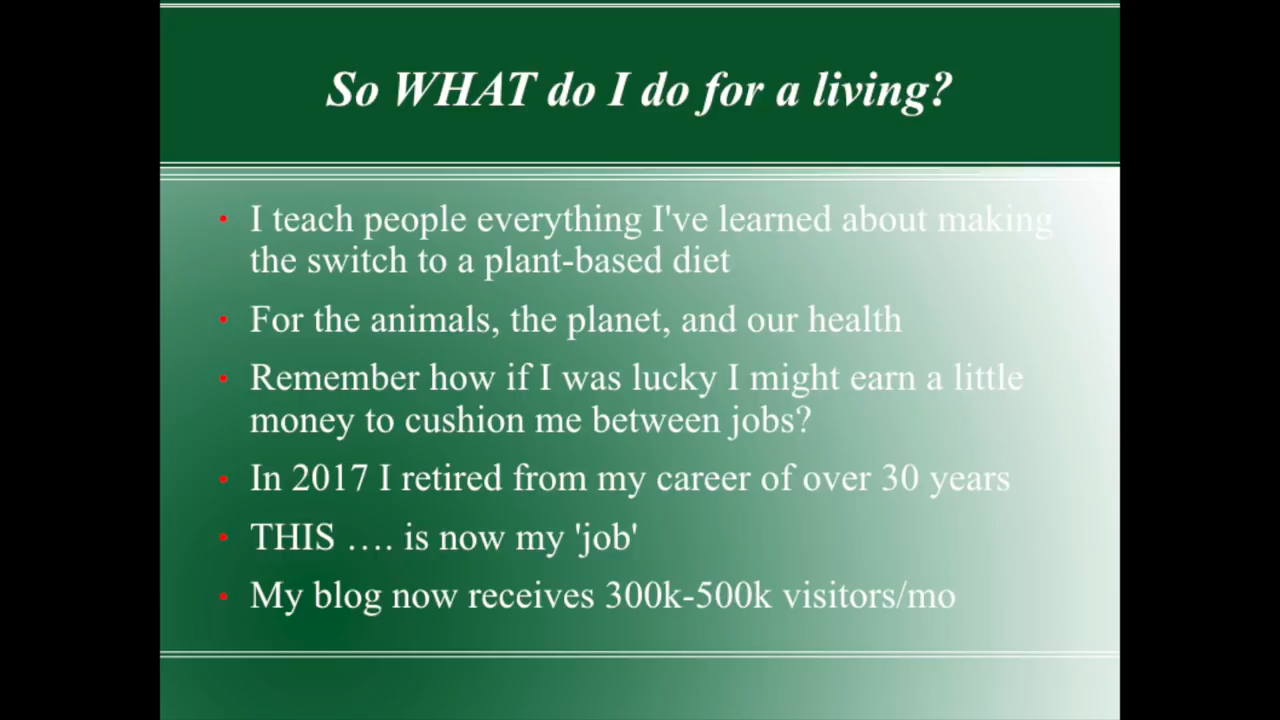 So WHAT do I do for a living?
• I teach people everything I've learned about making
the switch to a plant-based diet
• For the animals, the planet, and our health
• Remember how if I was lucky I might earn a little
money to cushion me between jobs?
• In 2017 I retired from my career of over 30 years
• THIS …. is now my 'job'
• My blog now receives 300k-500k visitors/mo